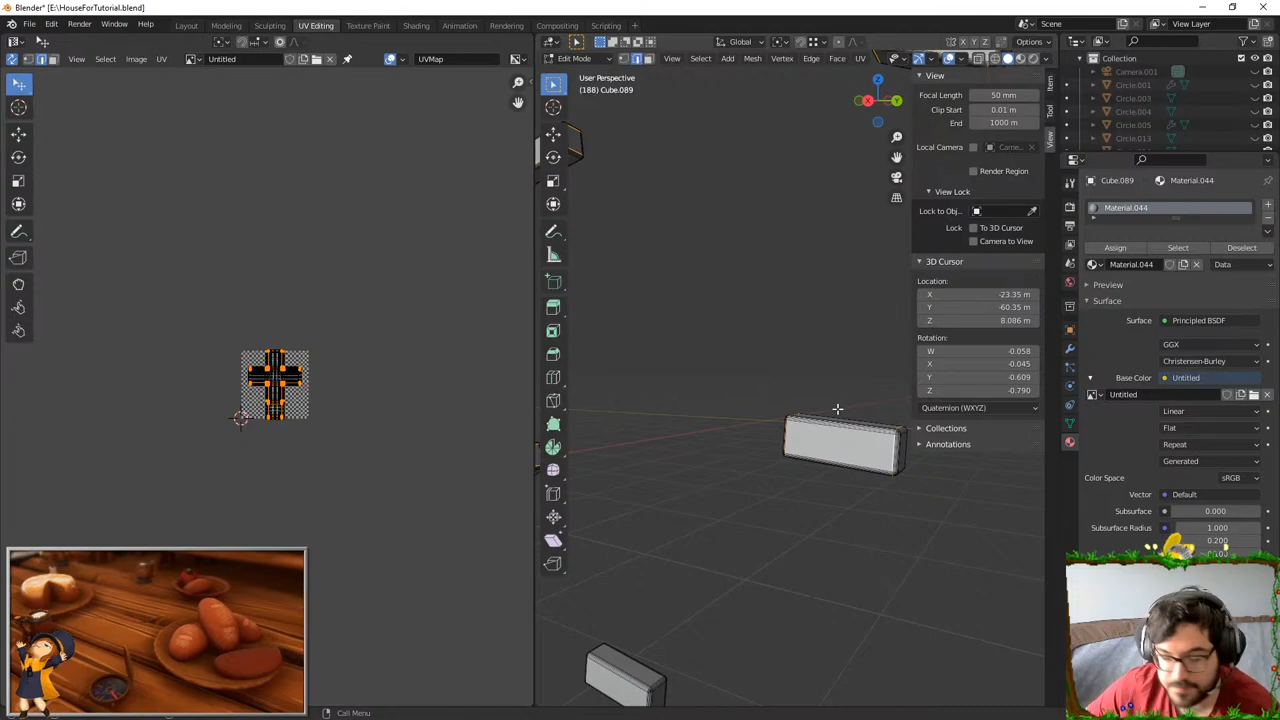 Blender* [E:\HouseForTutorial.blend]
File Edit Render Window Help Layout Modeling Sculpting UV Editing Texture Paint Shading Animation Rendering Compositing Scripting Scene View Layer
Global Options
View Select Image UV Untitled UVMap Edit Mode View Select Add Mesh Vertex Edge Face UV
User Perspective
(188) Cube.089
View
Focal Length 50 mm
Clip Start 0.01 m
End 1000 m
Local Camera Came...
Render Region
View Lock
Lock to Obj...
Lock To 3D Cursor
Camera to View
3D Cursor
Location:
X -23.35 m
Y -60.35 m
Z 8.086 m
Rotation:
W -0.058
X -0.045
Y -0.609
Z -0.790
Quaternion (WXYZ)
Collections
Annotations
Item
Tool
View
Collection
Camera.001
Circle.001
Circle.003
Circle.004
Circle.005
Circle.013
Cube.089 Material.044
Material.044
Assign Select Deselect
Material.044 Data
Preview
Surface
Surface Principled BSDF
GGX
Christensen-Burley
Base Color Untitled
Untitled
Linear
Flat
Repeat
Generated
Color Space sRGB
Vector Default
Subsurface 0.000
Subsurface Radius 1.000
0.200
Call Menu